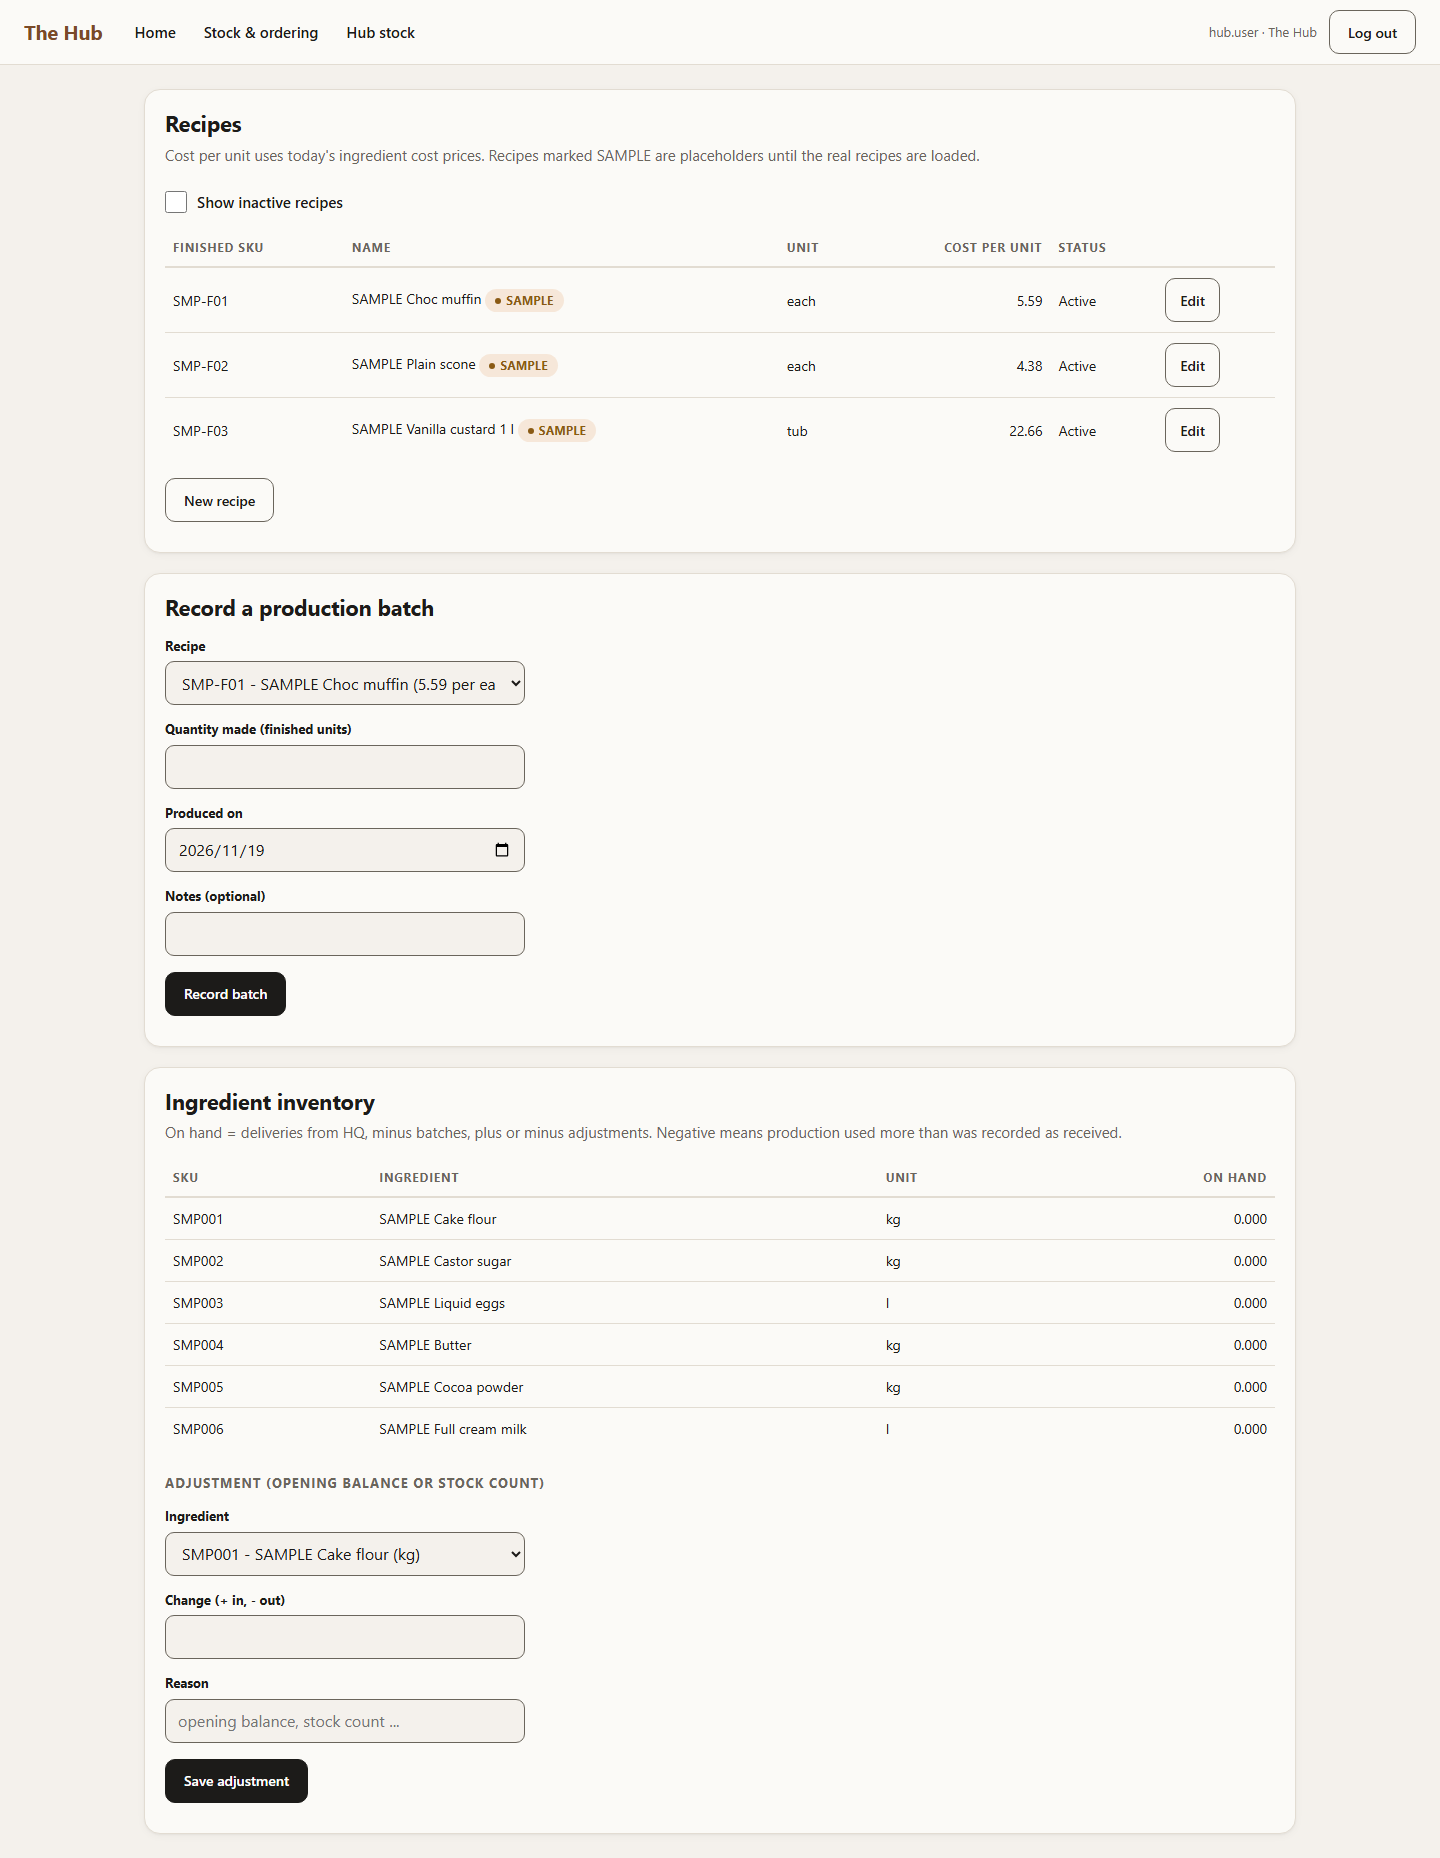 The Hub
Home
Stock & ordering
Hub stock
hub.user · The Hub
Log out
Recipes
Cost per unit uses today's ingredient cost prices. Recipes marked SAMPLE are placeholders until the real recipes are loaded.
Show inactive recipes
FINISHED SKU NAME UNIT COST PER UNIT STATUS
SMP-F01 SAMPLE Choc muffin SAMPLE each 5.59 Active Edit
SMP-F02 SAMPLE Plain scone SAMPLE each 4.38 Active Edit
SMP-F03 SAMPLE Vanilla custard 1 l SAMPLE tub 22.66 Active Edit
New recipe
Record a production batch
Recipe
SMP-F01 - SAMPLE Choc muffin (5.59 per ea
Quantity made (finished units)
Produced on
2026/11/19
Notes (optional)
Record batch
Ingredient inventory
On hand = deliveries from HQ, minus batches, plus or minus adjustments. Negative means production used more than was recorded as received.
SKU INGREDIENT UNIT ON HAND
SMP001 SAMPLE Cake flour kg 0.000
SMP002 SAMPLE Castor sugar kg 0.000
SMP003 SAMPLE Liquid eggs l 0.000
SMP004 SAMPLE Butter kg 0.000
SMP005 SAMPLE Cocoa powder kg 0.000
SMP006 SAMPLE Full cream milk l 0.000
ADJUSTMENT (OPENING BALANCE OR STOCK COUNT)
Ingredient
SMP001 - SAMPLE Cake flour (kg)
Change (+ in, - out)
Reason
opening balance, stock count ...
Save adjustment